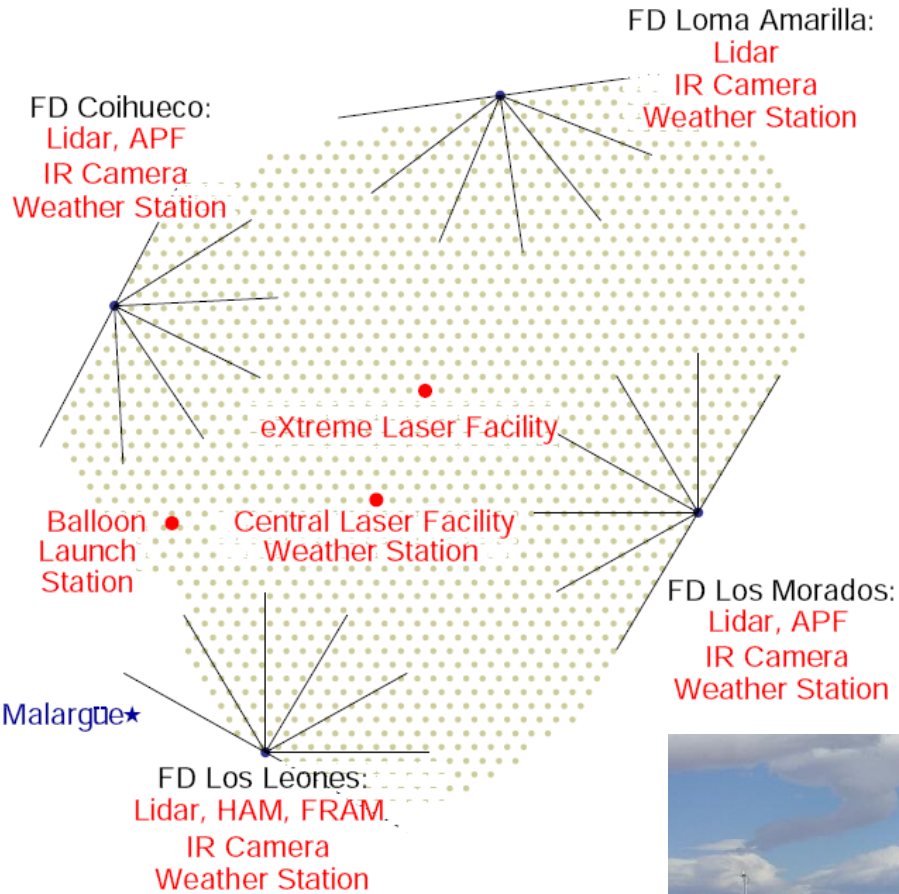 FD Loma Amarilla:
Lidar
IR Camera
Weather Station
FD Coihueco:
Lidar, APF
IR Camera
Weather Station
eXtreme Laser Facility
Balloon
Launch
Station
Central Laser Facility
Weather Station
FD Los Morados:
Lidar, APF
IR Camera
Weather Station
Malargüe
FD Los Leones:
Lidar, HAM, FRAM
IR Camera
Weather Station